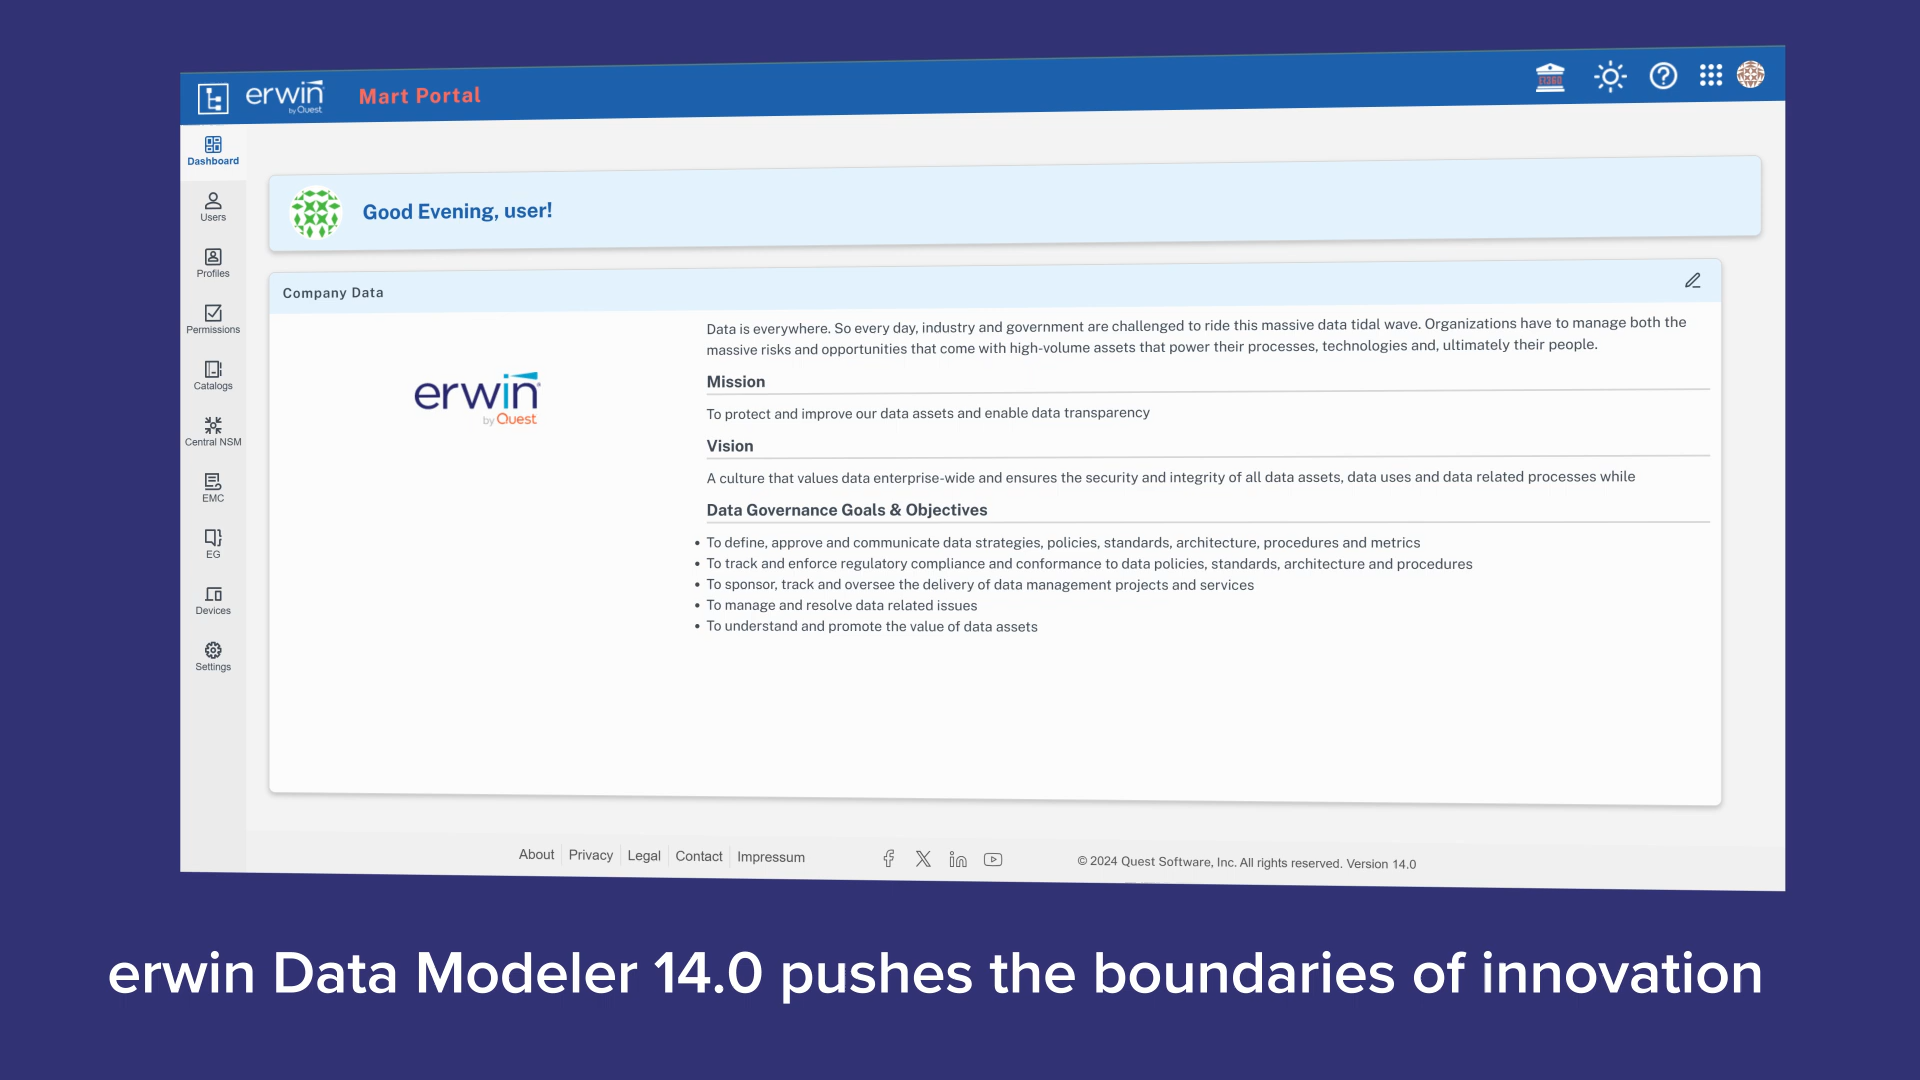 erwin
by Quest
Mart Portal
Dashboard
Users
Profiles
Permissions
Catalogs
Central NSM
EMC
EG
Devices
Settings
Good Evening, user!
Company Data
erwin
by Quest
Data is everywhere. So every day, industry and government are challenged to ride this massive data tidal wave. Organizations have to manage both the
massive risks and opportunities that come with high-volume assets that power their processes, technologies and, ultimately their people.
Mission
To protect and improve our data assets and enable data transparency
Vision
A culture that values data enterprise-wide and ensures the security and integrity of all data assets, data uses and data related processes while
Data Governance Goals & Objectives
• To define, approve and communicate data strategies, policies, standards, architecture, procedures and metrics
• To track and enforce regulatory compliance and conformance to data policies, standards, architecture and procedures
• To sponsor, track and oversee the delivery of data management projects and services
• To manage and resolve data related issues
• To understand and promote the value of data assets
About Privacy Legal Contact Impressum
© 2024 Quest Software, Inc. All rights reserved. Version 14.0
erwin Data Modeler 14.0 pushes the boundaries of innovation